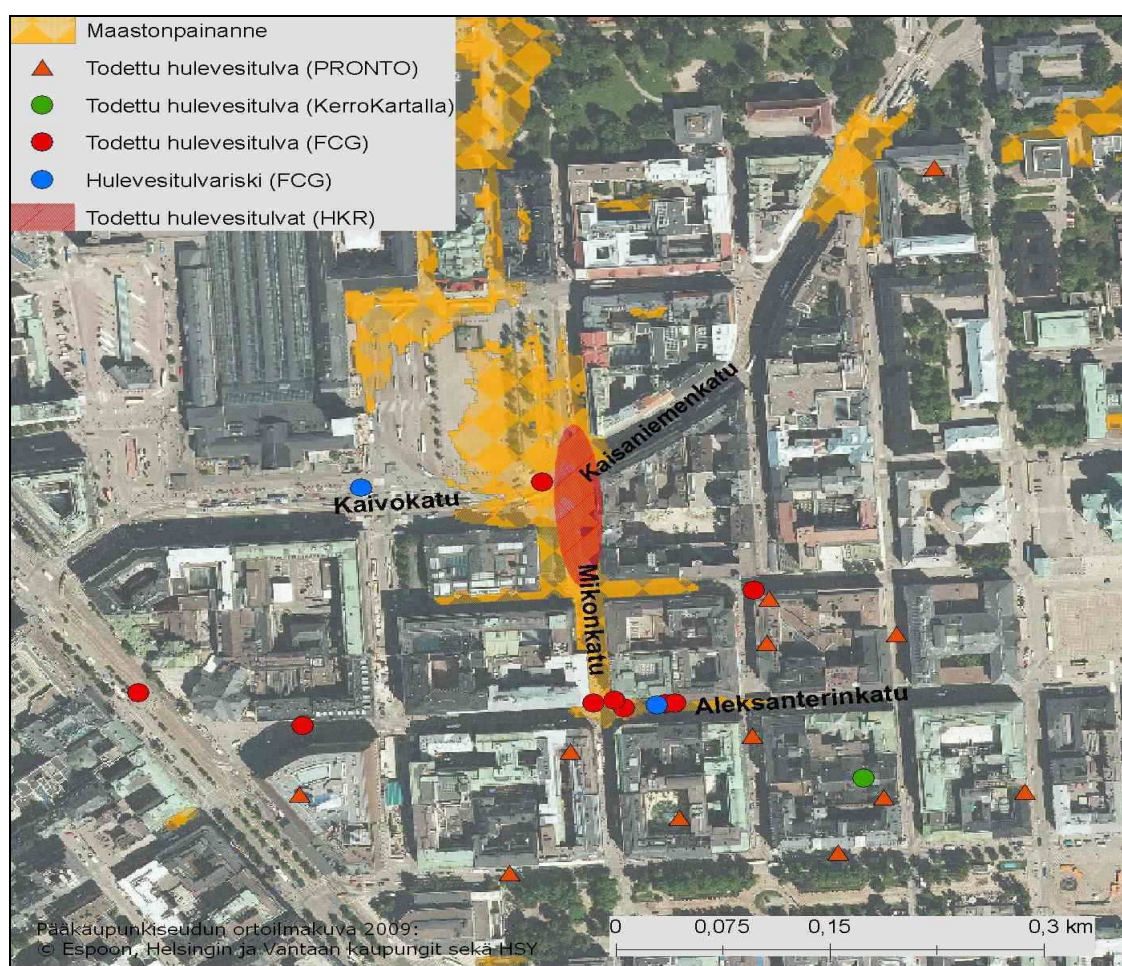 Maastonpainanne
Todettu hulevesitulva (PRONTO)
Todettu hulevesitulva (KerroKartalla)
Todettu hulevesitulva (FCG)
Hulevesitulvariski (FCG)
Todettu hulevesitulvat (HKR)
Kaisaniemenkatu
Kaivokatu
Mikonkatu
Aleksanterinkatu
Pääkaupunkiseudun ortoilmakuva 2009:
© Espoon, Helsingin ja Vantaan kaupungit sekä HSY
0 0,075 0,15 0,3 km